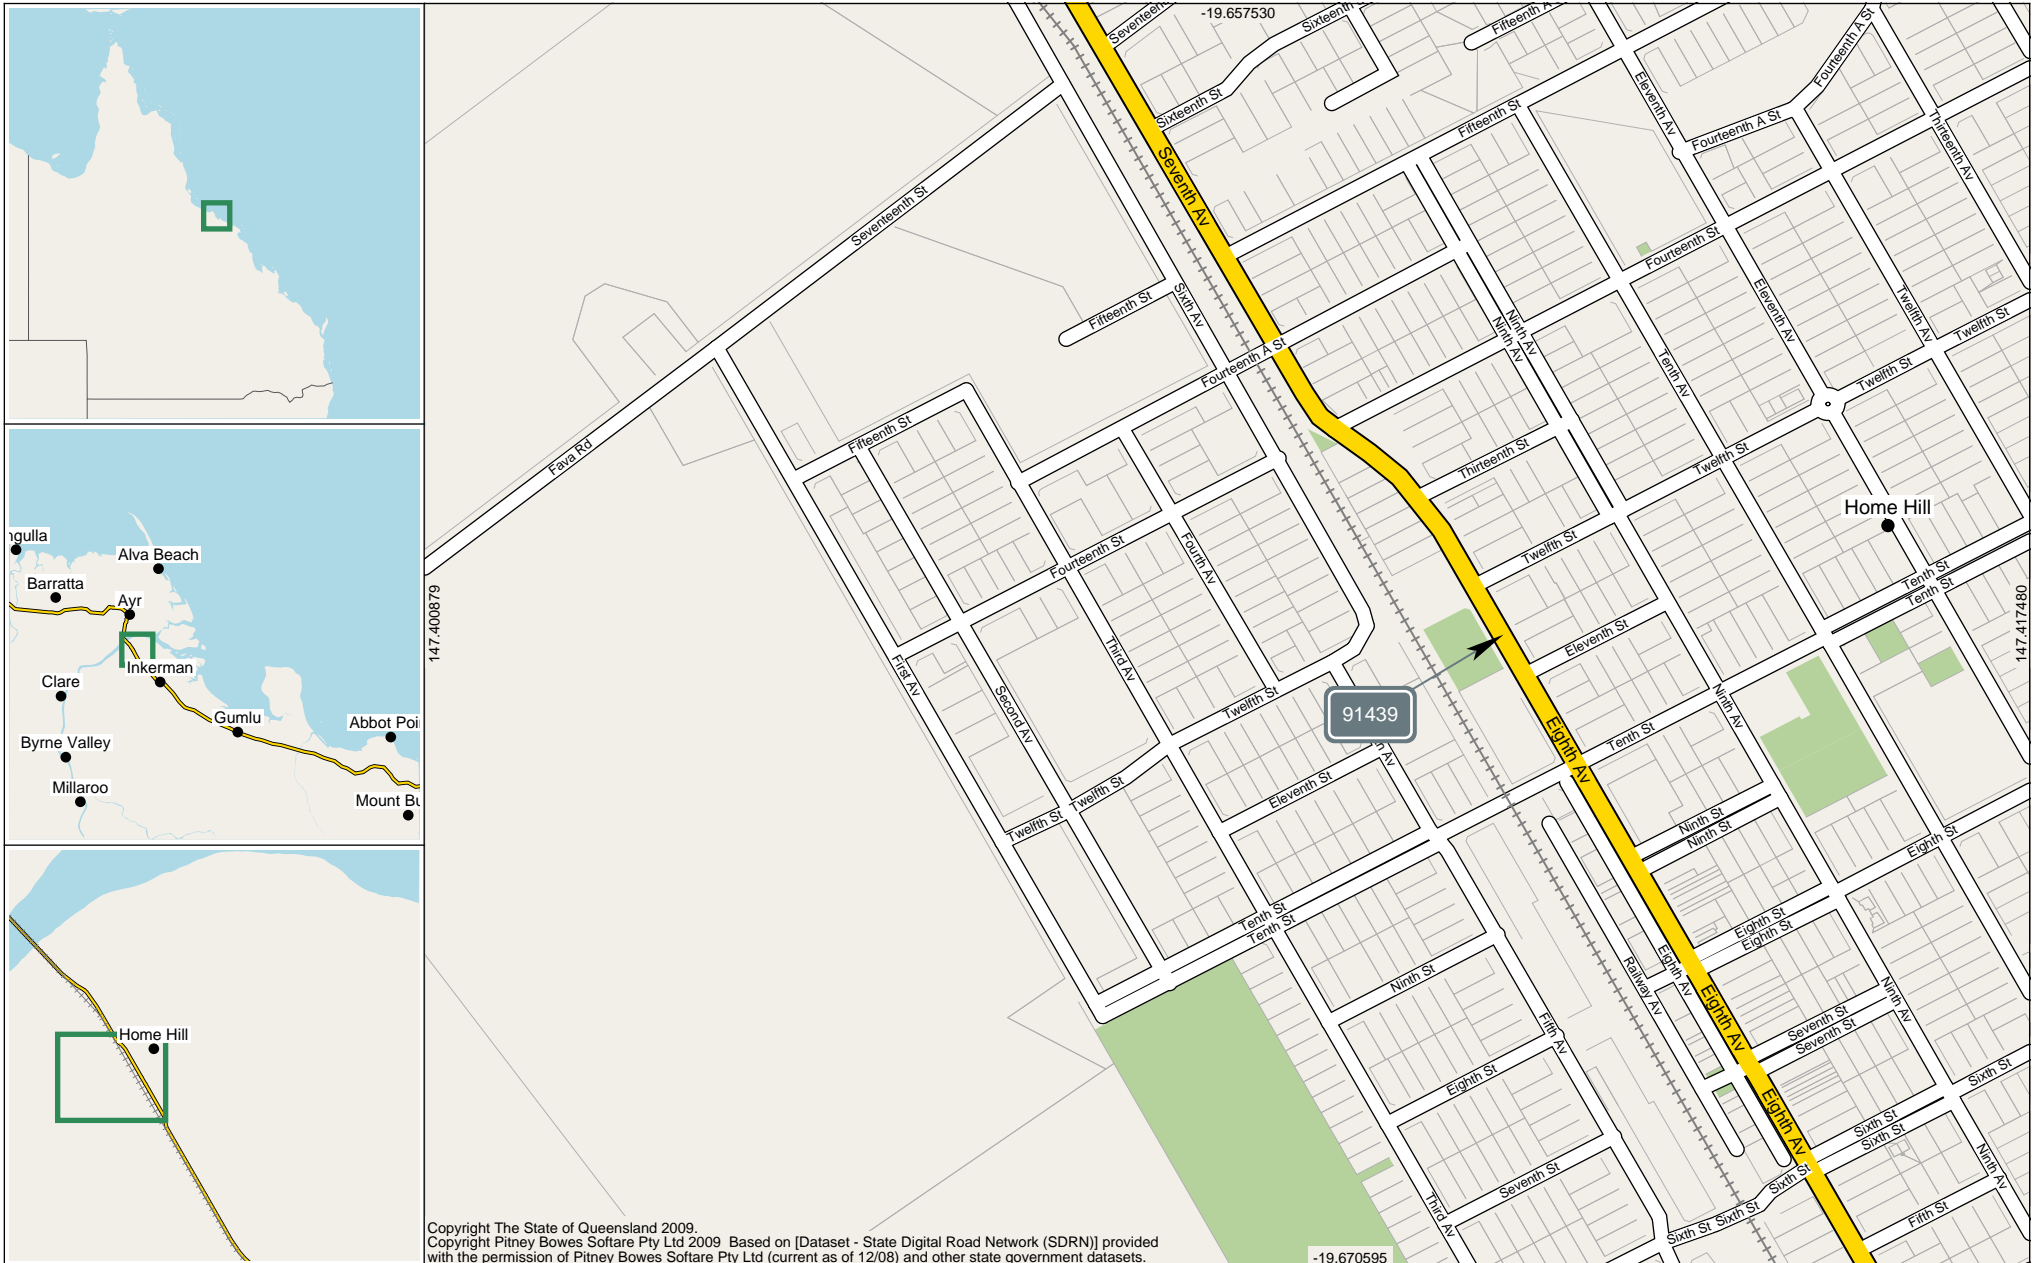 ngulla
Alva Beach
Barratta
Ayr
Inkerman
Clare
Gumlu
Abbot Poi
Byrne Valley
Millaroo
Mount Bu
Home Hill
-19.657530
147.400879
147.417480
-19.670595
Seventeen
Sixteenth
Fifteenth A
Fourteenth A St
Sixteenth St
Fifteenth St
Eleventh Av
Fourteenth A St
Thirteenth Av
Seventh Av
Seventeenth St
Fourteenth St
Fifteenth St
Sixth Av
Ninth Av
Ninth Av
Eleventh Av
Twelfth Av
Twelfth St
Fourteenth A St
Tenth Av
Twelfth St
Fifteenth St
Fava Rd
Thirteenth St
Twelfth St
Home Hill
Fourteenth St
Fourth Av
Twelfth St
Tenth St
Tenth St
Eleventh St
First Av
Third Av
Second Av
Twelfth St
91439
Ninth Av
Eighth Av
Tenth St
n Av
Eleventh St
Twelfth St
Twelfth St
Ninth St
Ninth St
Eighth St
Tenth St
Tenth St
Eighth St
Eighth St
Ninth St
Railway Av
Eighth Av
Eighth Av
Ninth Av
Seventh St
Seventh St
Fifth Av
Eighth St
Sixth St
Eighth Av
Sixth St
Sixth St
Seventh St
Ninth Av
Third Av
Sixth St
Sixth St
Sixth St
Fifth St
Copyright The State of Queensland 2009.
Copyright Pitney Bowes Softare Pty Ltd 2009 Based on [Dataset - State Digital Road Network (SDRN)] provided
with the permission of Pitney Bowes Softare Pty Ltd (current as of 12/08) and other state government datasets.